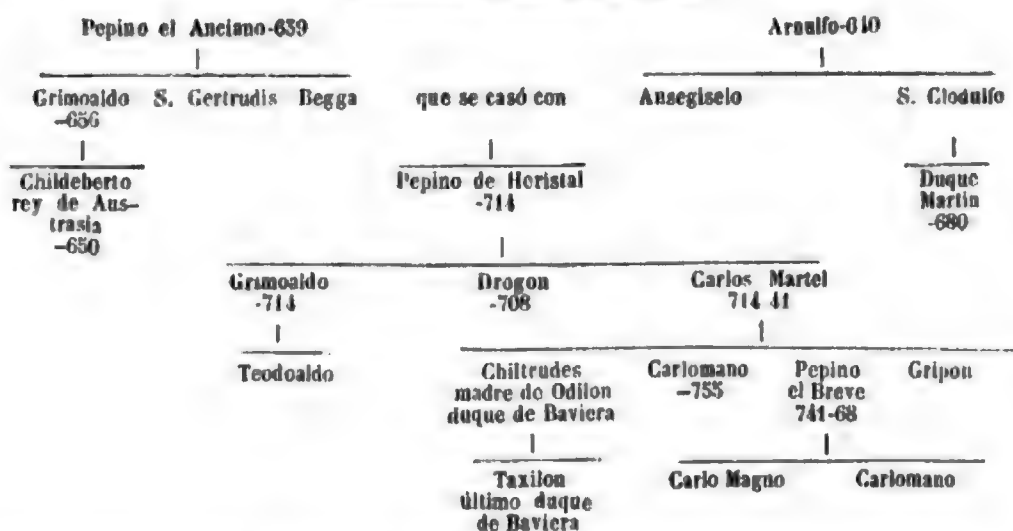 Pepino el Anciano-639
Arnulfo-640
Grimoaldo S. Gertrudis Begga que se casó con Ansegiselo S. Clodulfo
-656
Childeberto
rey de Aus-
trasia
-650
Pepino de Heristal
-714
Duque
Martin
-680
Grimoaldo
-714
Drogon
-708
Carlos Martel
714 41
Teodoaldo
Chiltrudes
madre de Odilon
duque de Baviera
Carlomano
-755
Pepino
el Breve
741-68
Gripon
Taxilon
último duque
de Baviera
Carlo Magno
Carlomano